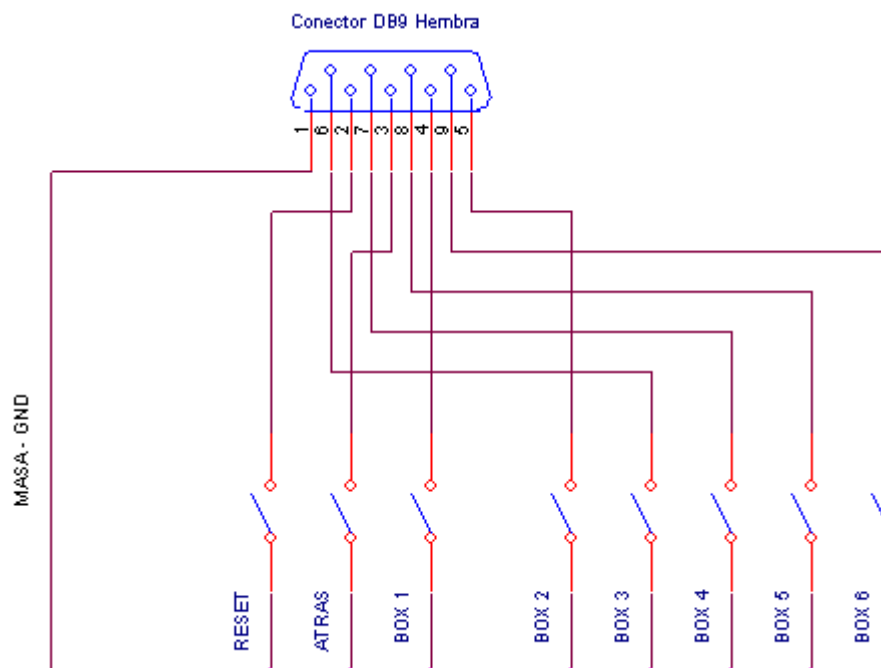 Conector DB9 Hembra
1
6
2
7
3
8
4
9
5
MASA - GND
RESET
ATRAS
BOX 1
BOX 2
BOX 3
BOX 4
BOX 5
BOX 6